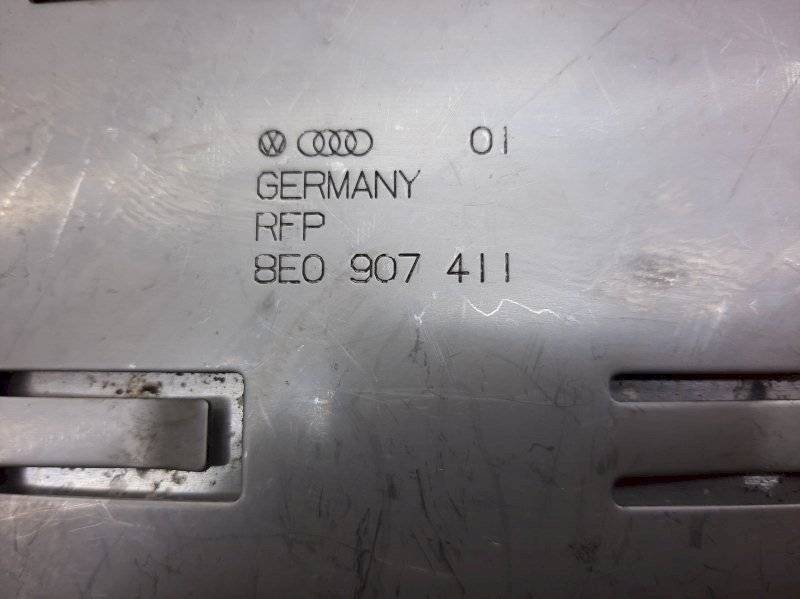 01
GERMANY
RFP
8E0 907 411